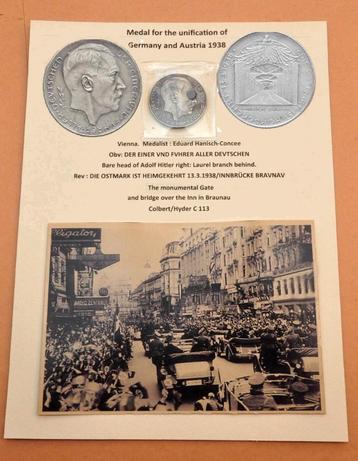 Medal for the unification of
Germany and Austria 1938
Vienna. Medalist : Eduard Hanisch-Concee
Obv: DER EINER VND FVHRER ALLER DEVTSCHEN
Bare head of Adolf Hitler right: Laurel branch behind.
Rev : DIE OSTMARK IST HEIMGEKEHRT 13.3.1938/INNBRÜCKE BRAVNAV
The monumental Gate
and bridge over the Inn in Braunau
Colbert/Hyder C 113